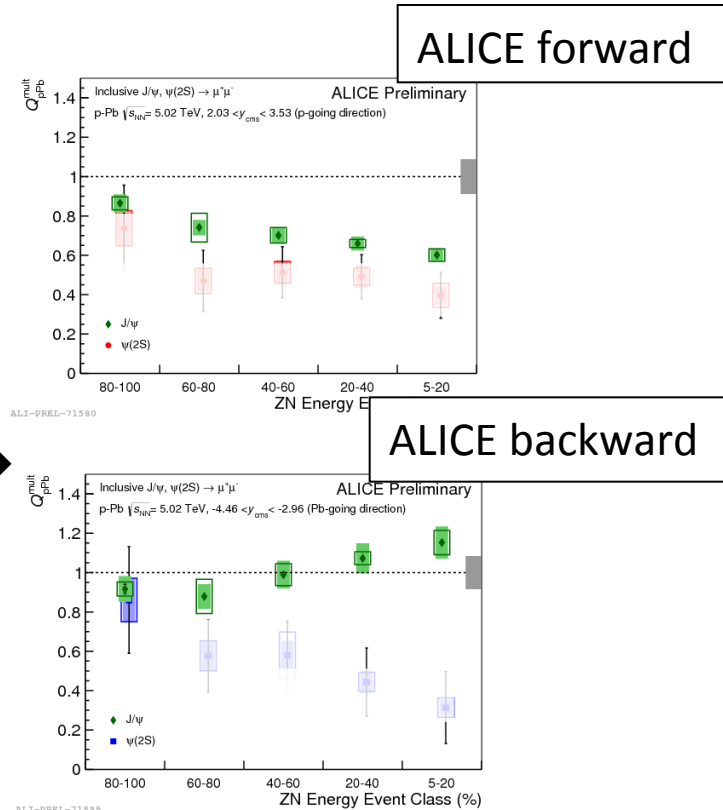 ALICE forward
Q^mult_pPb
Inclusive J/ψ, ψ(2S) → μ⁺μ⁻
ALICE Preliminary
p-Pb √s_NN= 5.02 TeV, 2.03 <y_cms< 3.53 (p-going direction)
1.4
1.2
1
0.8
0.6
0.4
0.2
0
J/ψ
ψ(2S)
80-100 60-80 40-60 20-40 5-20
ZN Energy E
ALI-PREL-71580
ALICE backward
Q^mult_pPb
Inclusive J/ψ, ψ(2S) → μ⁺μ⁻
ALICE Preliminary
p-Pb √s_NN= 5.02 TeV, -4.46 <y_cms< -2.96 (Pb-going direction)
1.4
1.2
1
0.8
0.6
0.4
0.2
0
J/ψ
ψ(2S)
80-100 60-80 40-60 20-40 5-20
ZN Energy Event Class (%)
ALI-PREL-71585